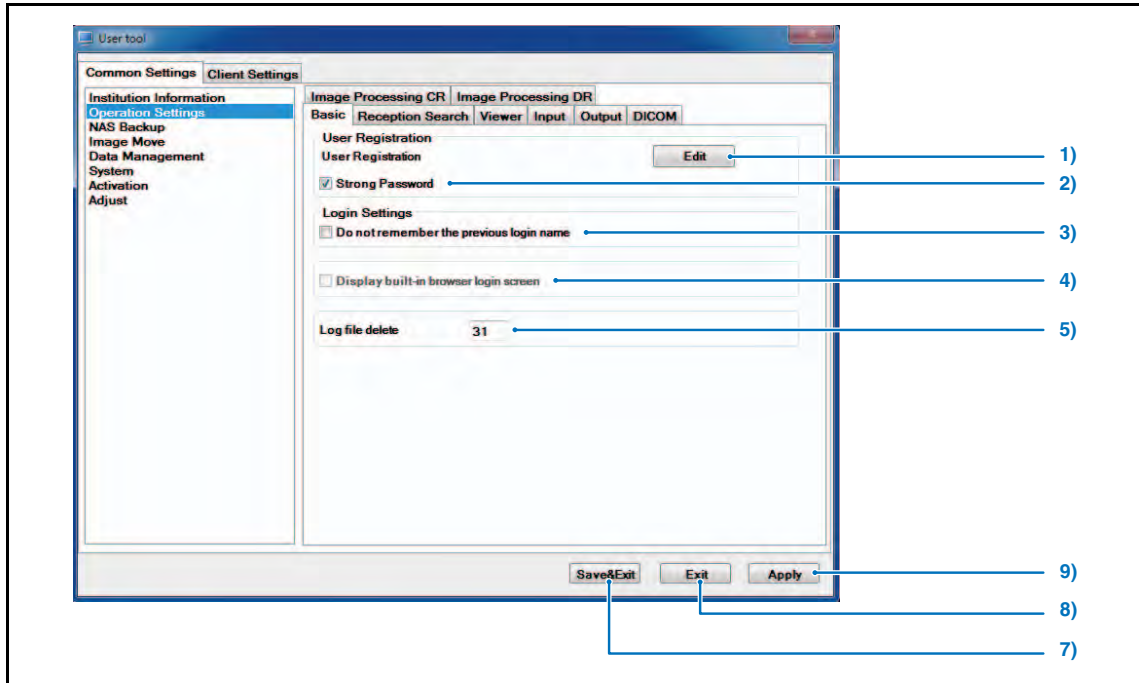 User tool
Common Settings Client Settings
Institution Information
Operation Settings
NAS Backup
Image Move
Data Management
System
Activation
Adjust
Image Processing CR Image Processing DR
Basic Reception Search Viewer Input Output DICOM
User Registration
User Registration Edit 1)
Strong Password 2)
Login Settings
Do not remember the previous login name 3)
Display built-in browser login screen 4)
Log file delete 31 5)
Save&Exit Exit Apply 9)
8)
7)